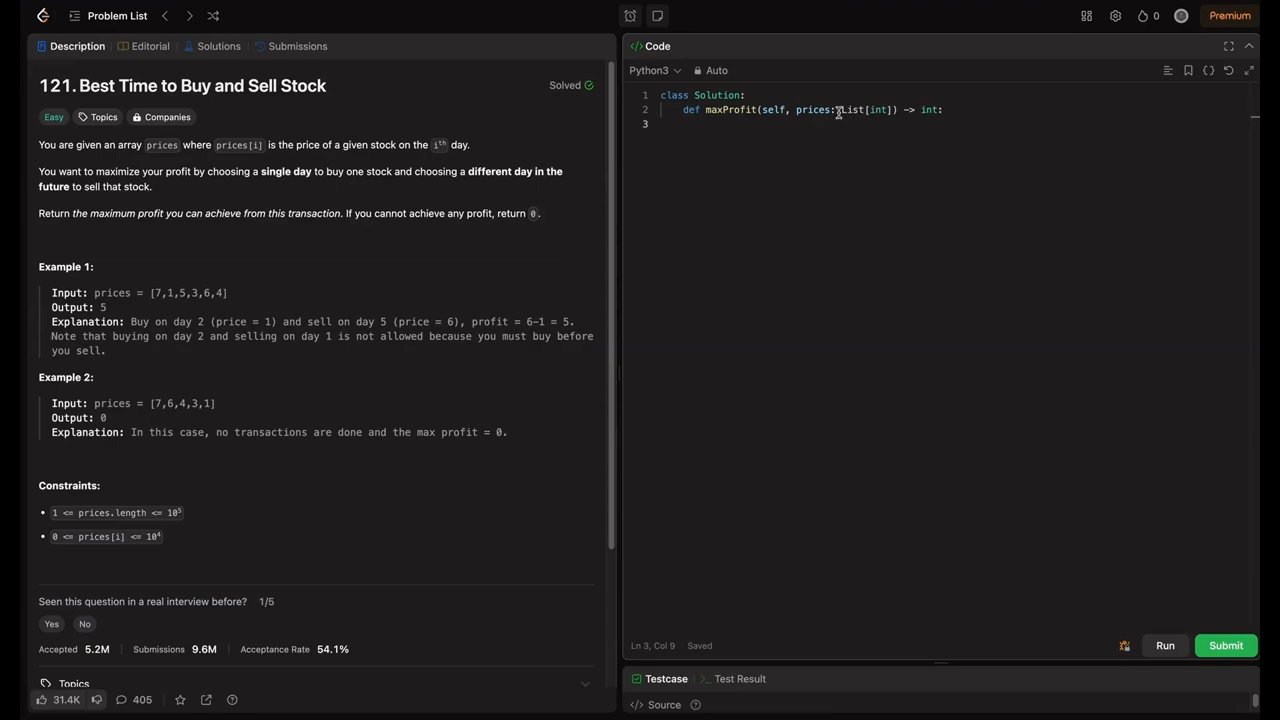 Problem List
0
Premium
Description
Editorial
Solutions
Submissions
</> Code
Python3
Auto
121. Best Time to Buy and Sell Stock
Solved
Easy
Topics
Companies
You are given an array prices where prices[i] is the price of a given stock on the ith day.
You want to maximize your profit by choosing a single day to buy one stock and choosing a different day in the
future to sell that stock.
Return the maximum profit you can achieve from this transaction. If you cannot achieve any profit, return 0.
Example 1:
Input: prices = [7,1,5,3,6,4]
Output: 5
Explanation: Buy on day 2 (price = 1) and sell on day 5 (price = 6), profit = 6-1 = 5.
Note that buying on day 2 and selling on day 1 is not allowed because you must buy before
you sell.
Example 2:
Input: prices = [7,6,4,3,1]
Output: 0
Explanation: In this case, no transactions are done and the max profit = 0.
Constraints:
• 1 <= prices.length <= 10⁵
• 0 <= prices[i] <= 10⁴
Seen this question in a real interview before? 1/5
Yes
No
Accepted 5.2M
Submissions 9.6M
Acceptance Rate 54.1%
Topics
31.4K
405
1 class Solution:
2 def maxProfit(self, prices: List[int]) -> int:
3
Ln 3, Col 9
Saved
Run
Submit
Testcase
Test Result
</> Source